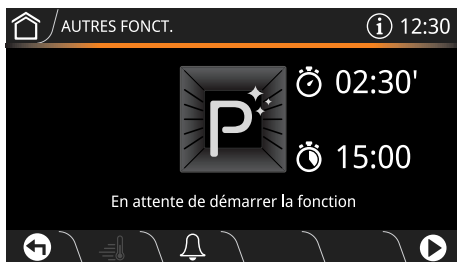 AUTRES FONCT.
i 12:30
P
02:30'
15:00
En attente de démarrer la fonction